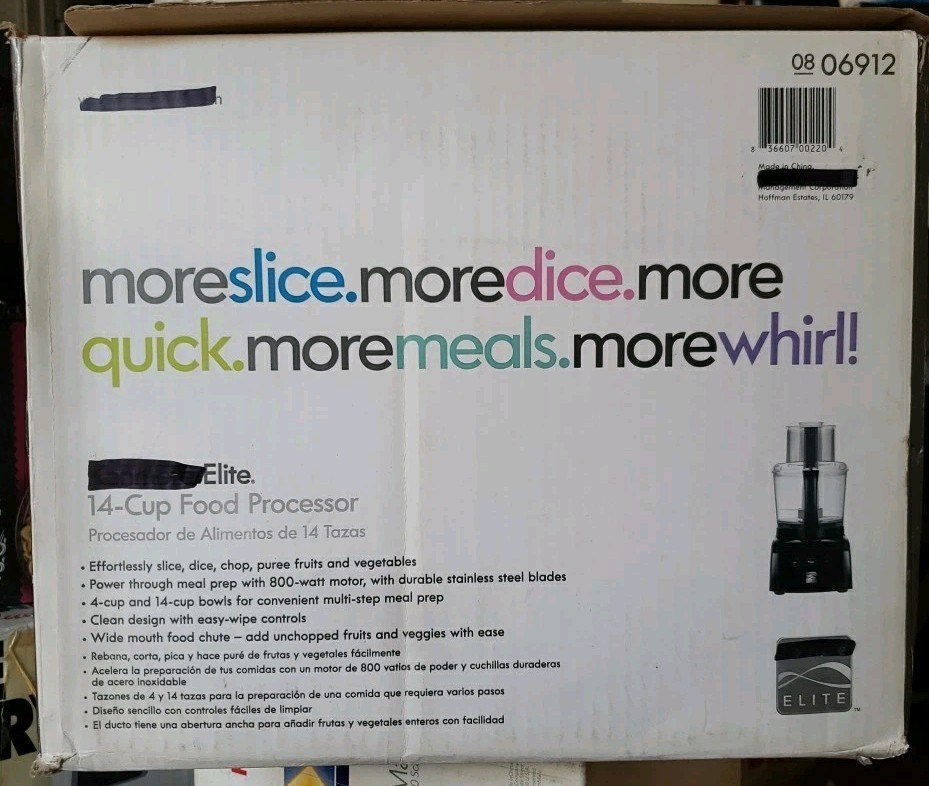 08 06912
8 36607 00220 4
Made in China.
Management Corporation
Hoffman Estates, IL 60179
moreslice.moredice.more
quick.moremeals.morewhirl!
Elite.
14-Cup Food Processor
Procesador de Alimentos de 14 Tazas
• Effortlessly slice, dice, chop, puree fruits and vegetables
• Power through meal prep with 800-watt motor, with durable stainless steel blades
• 4-cup and 14-cup bowls for convenient multi-step meal prep
• Clean design with easy-wipe controls
• Wide mouth food chute – add unchopped fruits and veggies with ease
• Rebana, corta, pica y hace puré de frutas y vegetales fácilmente
• Acelera la preparación de tus comidas con un motor de 800 vatios de poder y cuchillas duraderas
de acero inoxidable
• Tazones de 4 y 14 tazas para la preparación de una comida que requiera varios pasos
• Diseño sencillo con controles fáciles de limpiar
• El ducto tiene una abertura ancha para añadir frutas y vegetales enteros con facilidad
ELITE™